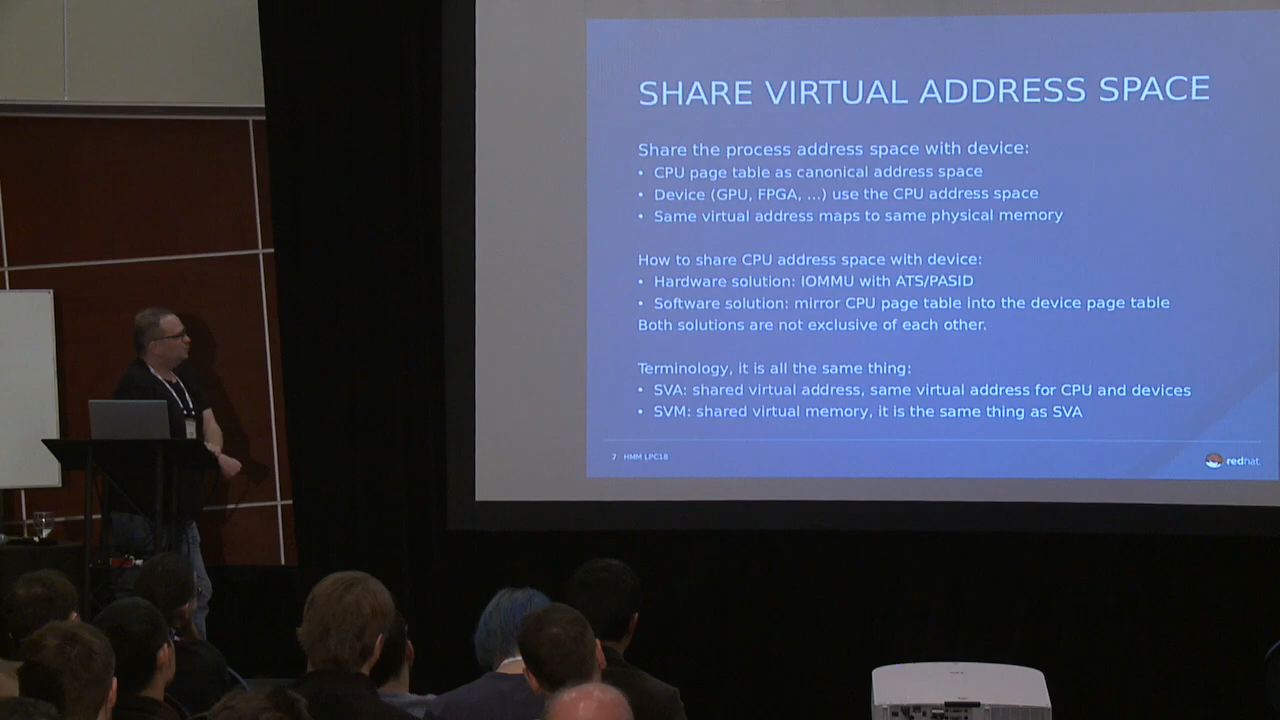 SHARE VIRTUAL ADDRESS SPACE
Share the process address space with device:
• CPU page table as canonical address space
• Device (GPU, FPGA, ...) use the CPU address space
• Same virtual address maps to same physical memory
How to share CPU address space with device:
• Hardware solution: IOMMU with ATS/PASID
• Software solution: mirror CPU page table into the device page table
Both solutions are not exclusive of each other.
Terminology, it is all the same thing:
• SVA: shared virtual address, same virtual address for CPU and devices
• SVM: shared virtual memory, it is the same thing as SVA
7 HMM LPC18
redhat.